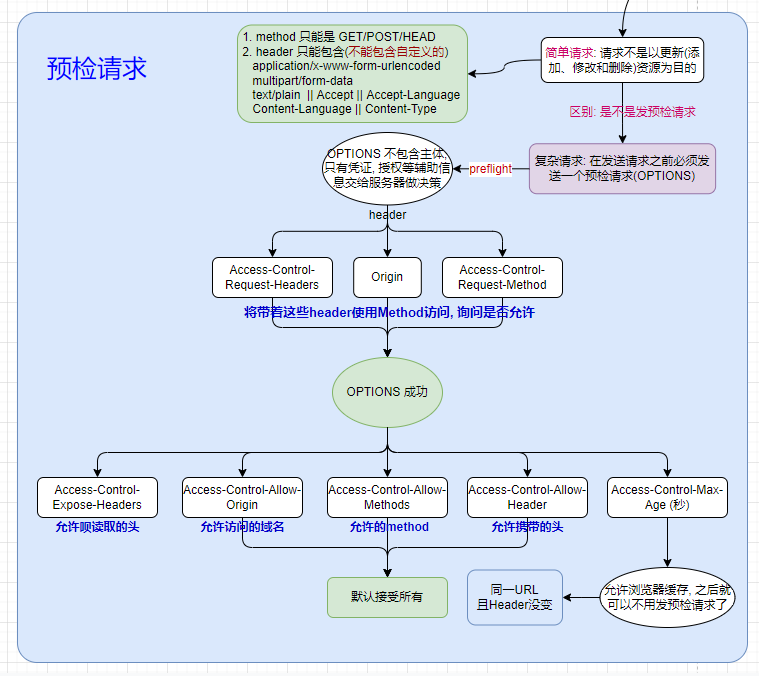 预检请求
1. method 只能是 GET/POST/HEAD
2. header 只能包含(不能包含自定义的)
application/x-www-form-urlencoded
multipart/form-data
text/plain || Accept || Accept-Language
Content-Language || Content-Type
简单请求: 请求不是以更新(添
加、修改和删除)资源为目的
区别: 是不是发预检请求
复杂请求: 在发送请求之前必须发
送一个预检请求(OPTIONS)
preflight
OPTIONS 不包含主体,
只有凭证, 授权等辅助信
息交给服务器做决策
header
Access-Control-
Request-Headers
Origin
Access-Control-
Request-Method
将带着这些header使用Method访问, 询问是否允许
OPTIONS 成功
Access-Control-
Expose-Headers
允许呗读取的头
Access-Control-Allow-
Origin
允许访问的域名
Access-Control-Allow-
Methods
允许的method
Access-Control-Allow-
Header
允许携带的头
Access-Control-Max-
Age (秒)
默认接受所有
同一URL
且Header没变
允许浏览器缓存, 之后就
可以不用发预检请求了